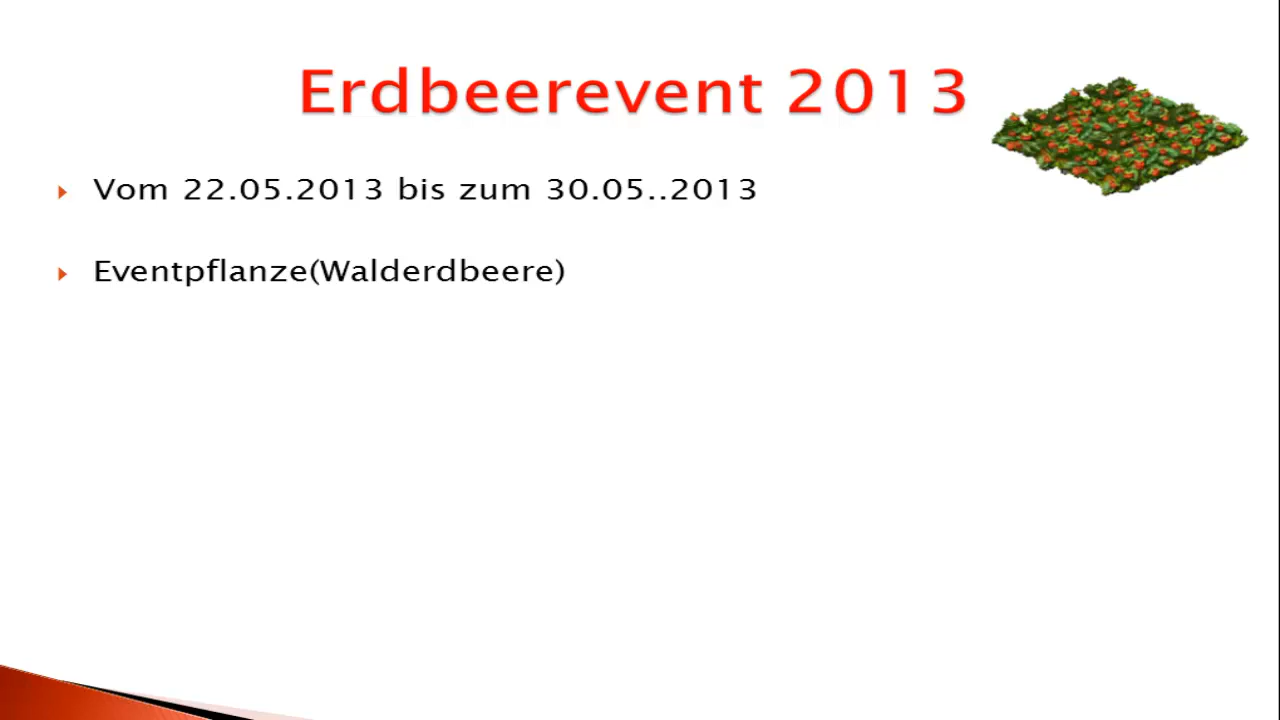 Erdbeerevent 2013
Vom 22.05.2013 bis zum 30.05..2013
Eventpflanze(Walderdbeere)